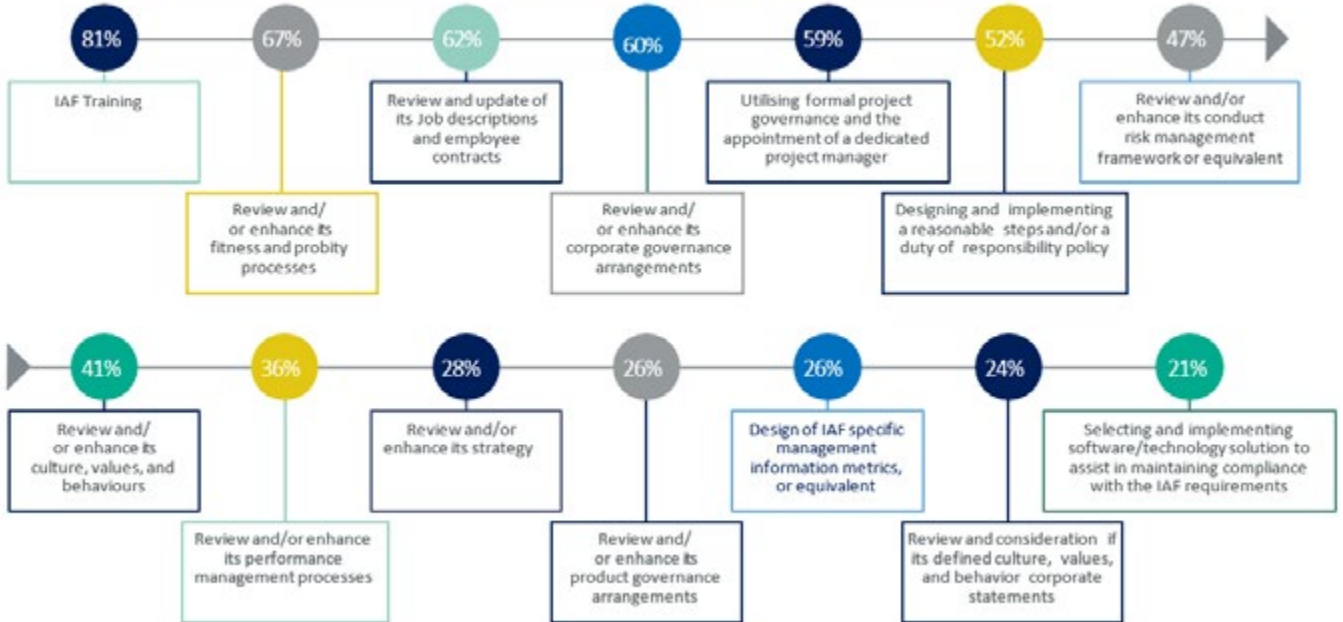 81%
67%
62%
60%
59%
52%
47%
IAF Training
Review and update of
its Job descriptions
and employee
contracts
Utilising formal project
governance and the
appointment of a dedicated
project manager
Review and/or
enhance its conduct
risk management
framework or equivalent
Review and/
or enhance its
fitness and probity
processes
Review and/
or enhance its
corporate governance
arrangements
Designing and implementing
a reasonable steps and/or a
duty of responsibility policy
41%
36%
28%
26%
26%
24%
21%
Review and/
or enhance its
culture, values, and
behaviours
Review and/or
enhance its strategy
Design of IAF specific
management
information metrics,
or equivalent
Selecting and implementing
software/technology solution to
assist in maintaining compliance
with the IAF requirements
Review and/or enhance
its performance
management processes
Review and/
or enhance its
product governance
arrangements
Review and consideration if
its defined culture, values,
and behavior corporate
statements